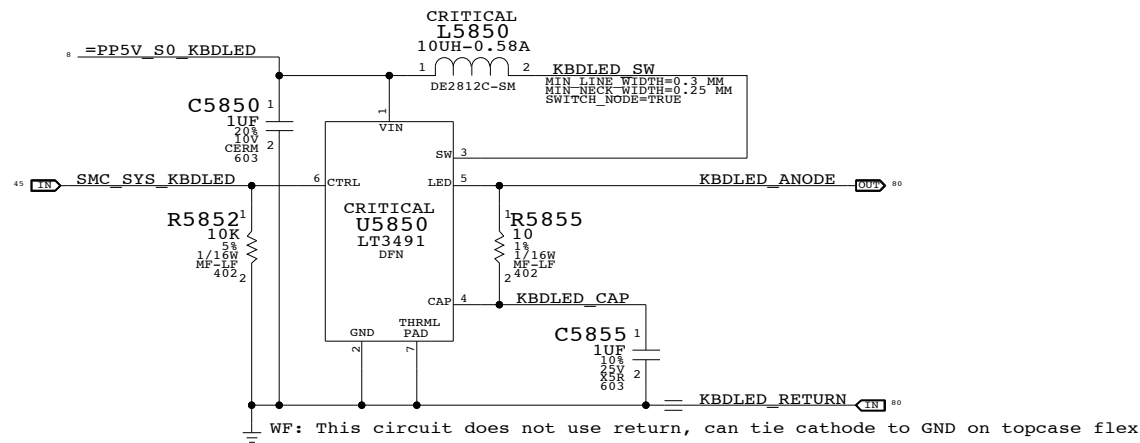 CRITICAL
L5850
10UH-0.58A
8 =PP5V_S0_KBDLED
1 2 KBDLED_SW
DE2812C-SM
MIN_LINE_WIDTH=0.3 MM
MIN_NECK_WIDTH=0.25 MM
SWITCH_NODE=TRUE
C5850 1
1UF
20%
10V
CERM 2
603
1
VIN
SW 3
45 IN SMC_SYS_KBDLED
6 CTRL
LED 5
KBDLED_ANODE OUT 80
CRITICAL
U5850
LT3491
DFN
R5852 1
10K
5%
1/16W
MF-LF
402 2
1 R5855
10
1%
1/16W
MF-LF
2 402
CAP 4 KBDLED_CAP
GND
THRML
PAD
2
7
C5855 1
1UF
10%
25V
X5R 2
603
KBDLED_RETURN IN 80
WF: This circuit does not use return, can tie cathode to GND on topcase flex